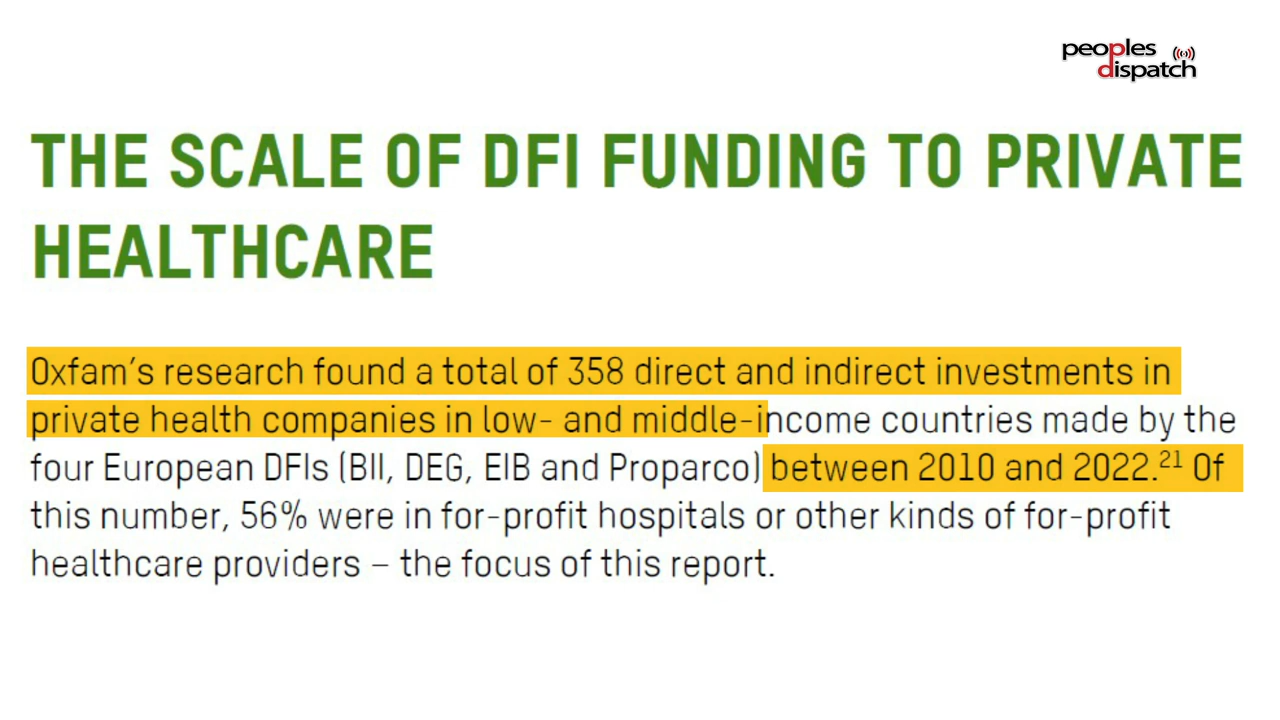 peoples
dispatch
THE SCALE OF DFI FUNDING TO PRIVATE
HEALTHCARE
Oxfam's research found a total of 358 direct and indirect investments in
private health companies in low- and middle-income countries made by the
four European DFIs (BII, DEG, EIB and Proparco) between 2010 and 2022.²¹ Of
this number, 56% were in for-profit hospitals or other kinds of for-profit
healthcare providers – the focus of this report.